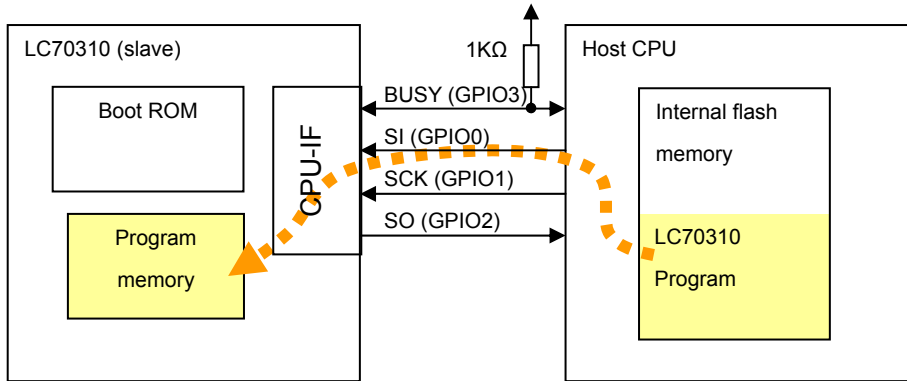 LC70310 (slave)
Boot ROM
Program
memory
CPU-IF
1KΩ
BUSY (GPIO3)
SI (GPIO0)
SCK (GPIO1)
SO (GPIO2)
Host CPU
Internal flash
memory
LC70310
Program